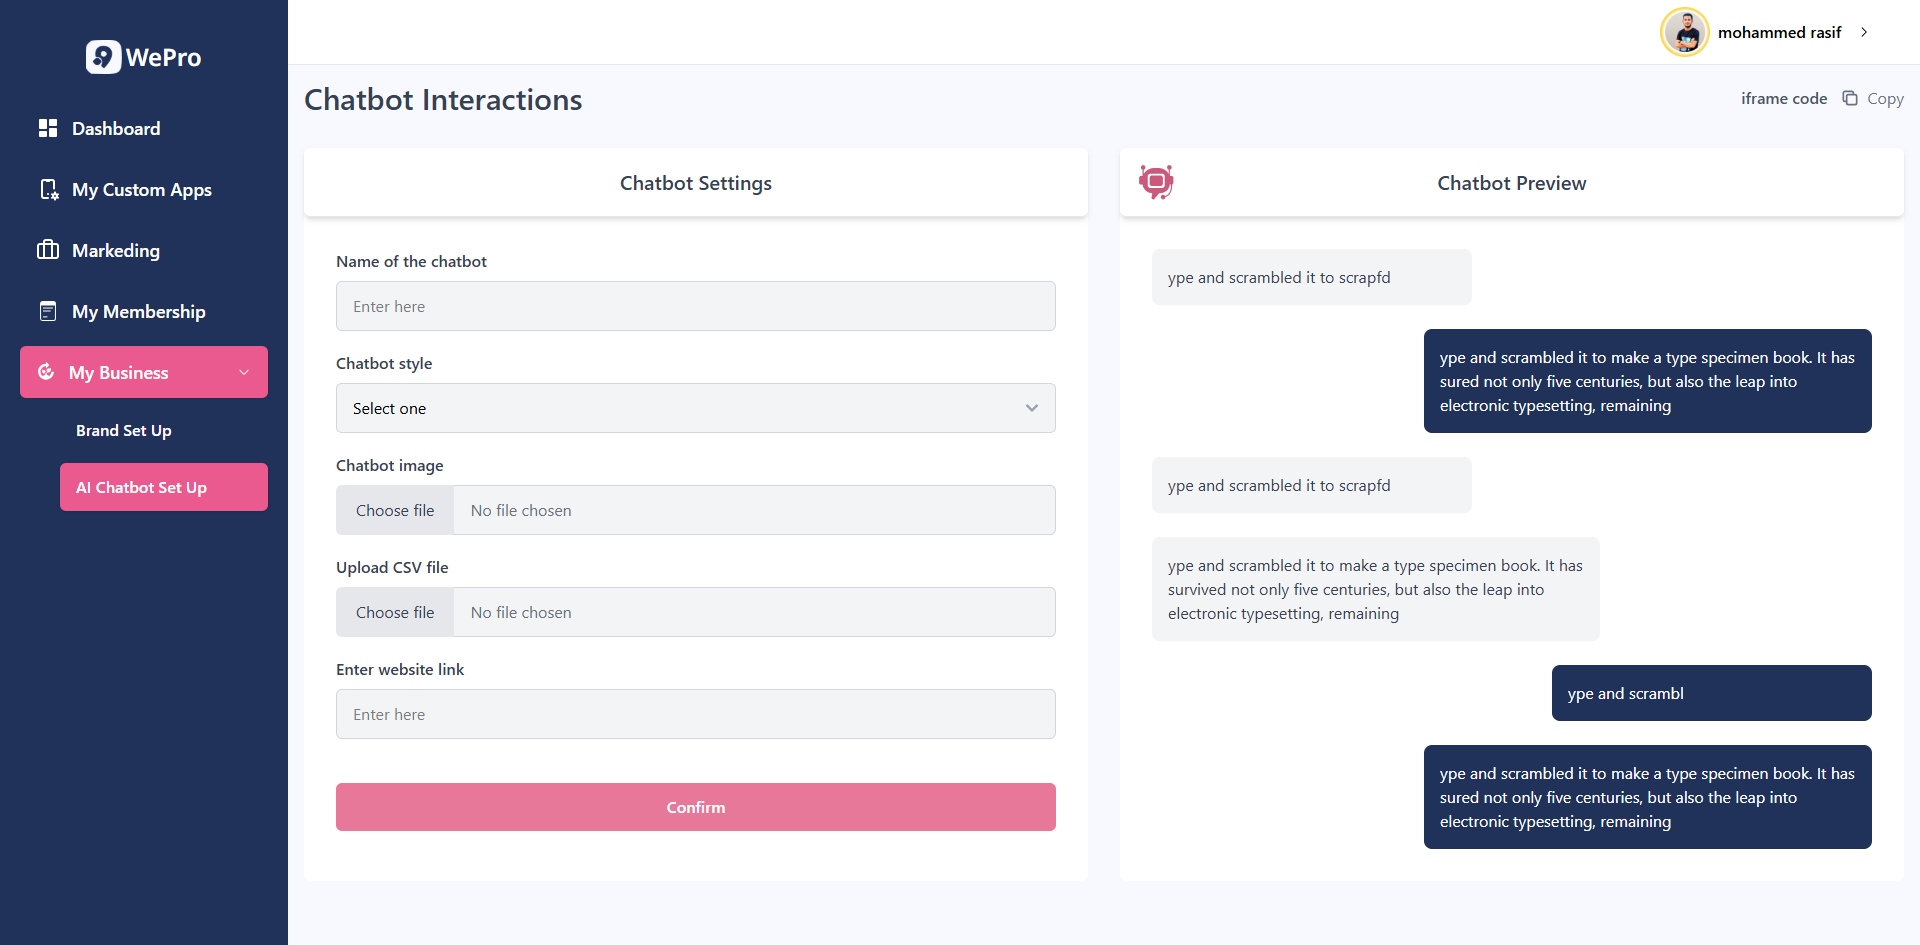 WePro
Dashboard
My Custom Apps
Markeding
My Membership
My Business
Brand Set Up
AI Chatbot Set Up
mohammed rasif
Chatbot Interactions
iframe code Copy
Chatbot Settings
Name of the chatbot
Enter here
Chatbot style
Select one
Chatbot image
Choose file No file chosen
Upload CSV file
Choose file No file chosen
Enter website link
Enter here
Confirm
Chatbot Preview
ype and scrambled it to scrapfd
ype and scrambled it to make a type specimen book. It has
sured not only five centuries, but also the leap into
electronic typesetting, remaining
ype and scrambled it to scrapfd
ype and scrambled it to make a type specimen book. It has
survived not only five centuries, but also the leap into
electronic typesetting, remaining
ype and scrambl
ype and scrambled it to make a type specimen book. It has
sured not only five centuries, but also the leap into
electronic typesetting, remaining